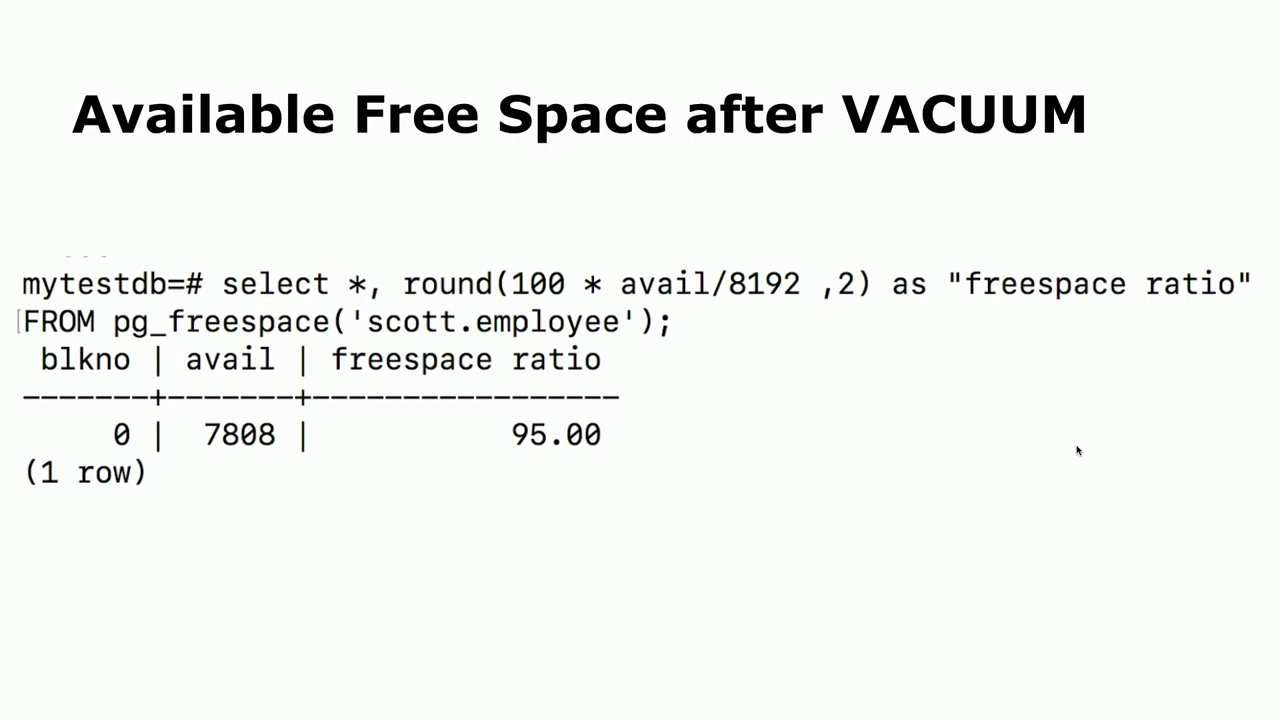 Available Free Space after VACUUM
mytestdb=# select *, round(100 * avail/8192 ,2) as "freespace ratio"
FROM pg_freespace('scott.employee');
 blkno | avail | freespace ratio
-------+-------+-----------------
     0 |  7808 |           95.00
(1 row)